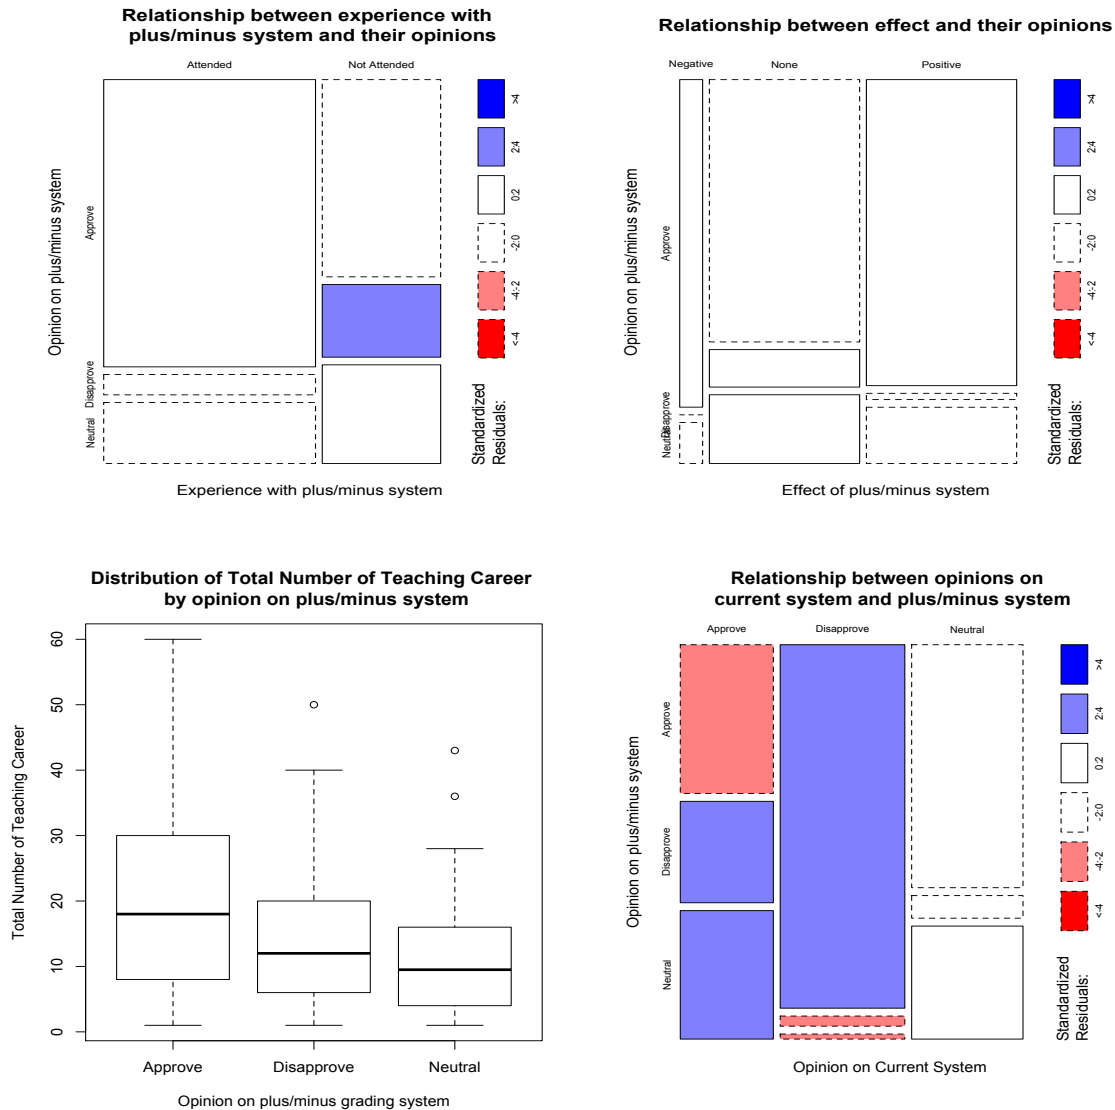 Relationship between experience with
plus/minus system and their opinions
Attended
Not Attended
Opinion on plus/minus system
Approve
Disapprove
Neutral
Experience with plus/minus system
>4
2:4
0:2
-2:0
-4:-2
<-4
Standardized
Residuals:
Relationship between effect and their opinions
Negative
None
Positive
Opinion on plus/minus system
Approve
Disapprove
Neutral
Effect of plus/minus system
>4
2:4
0:2
-2:0
-4:-2
<-4
Standardized
Residuals:
Distribution of Total Number of Teaching Career
by opinion on plus/minus system
Total Number of Teaching Career
60
50
40
30
20
10
0
Approve
Disapprove
Neutral
Opinion on plus/minus grading system
Relationship between opinions on
current system and plus/minus system
Approve
Disapprove
Neutral
Opinion on plus/minus system
Approve
Disapprove
Neutral
Opinion on Current System
>4
2:4
0:2
-2:0
-4:-2
<-4
Standardized
Residuals: